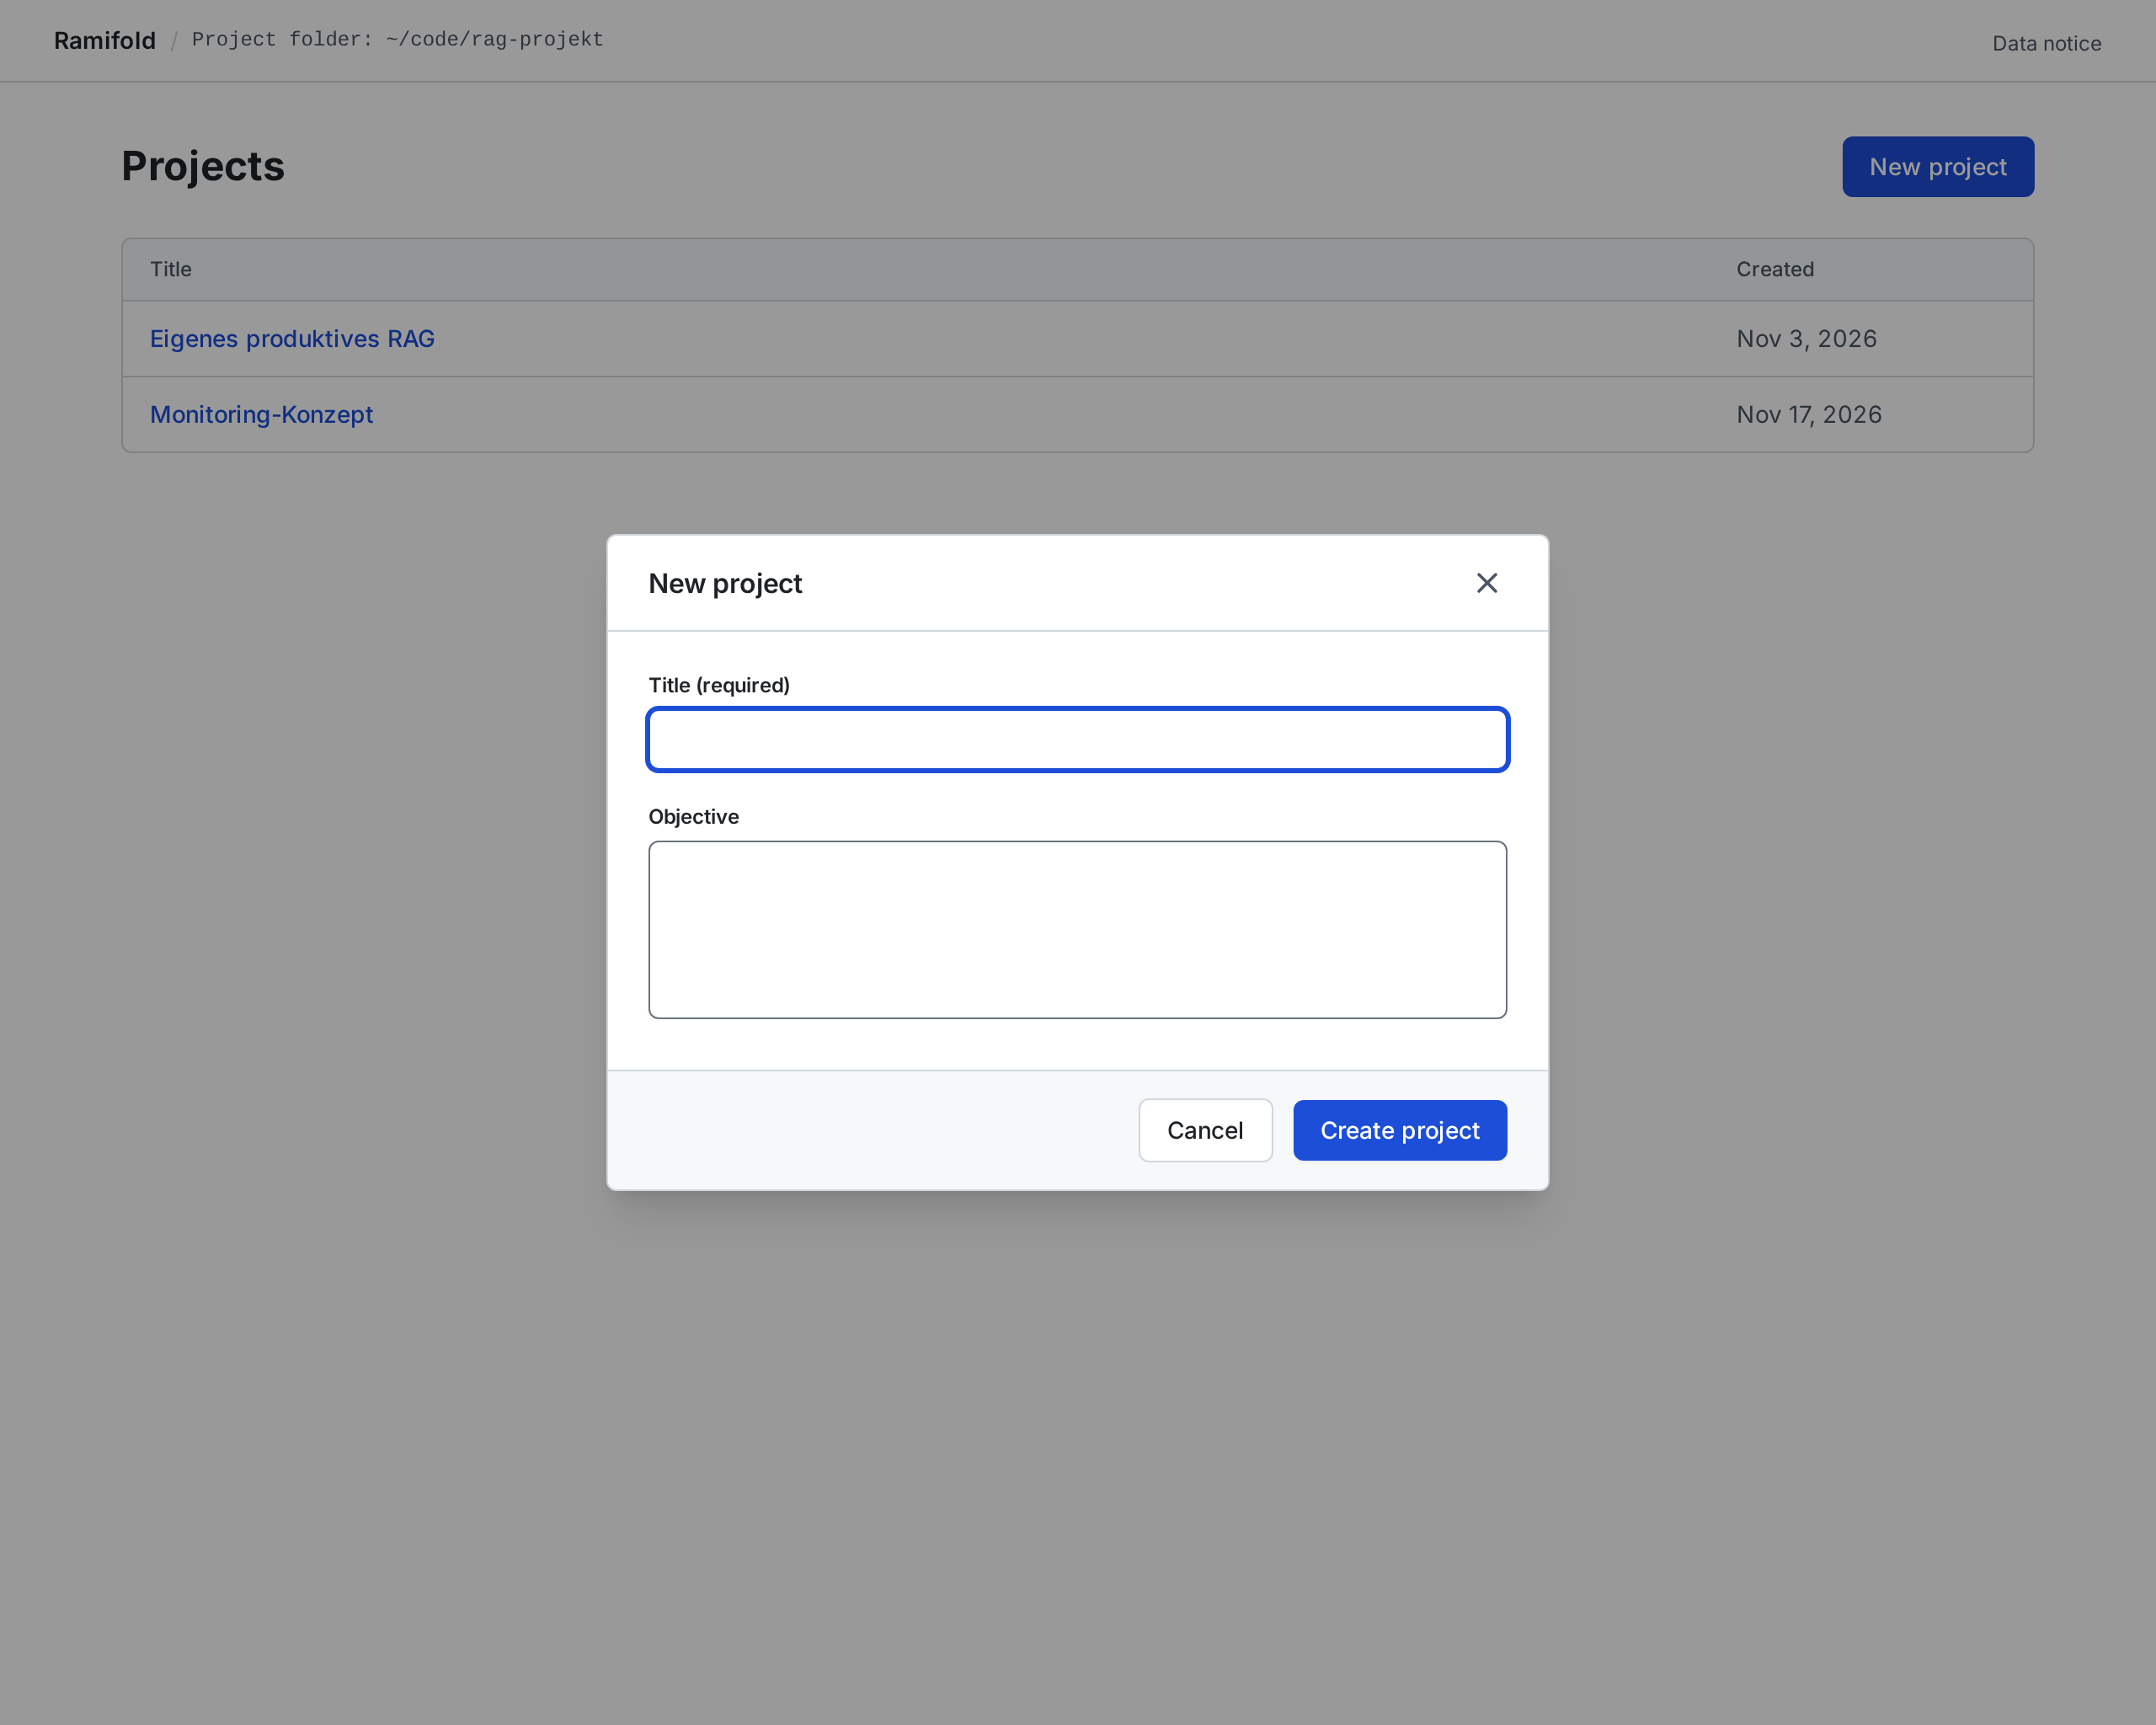 Ramifold / Project folder: ~/code/rag-projekt
Data notice
Projects
New project
Title Created
Eigenes produktives RAG Nov 3, 2026
Monitoring-Konzept Nov 17, 2026
New project
Title (required)
Objective
Cancel Create project